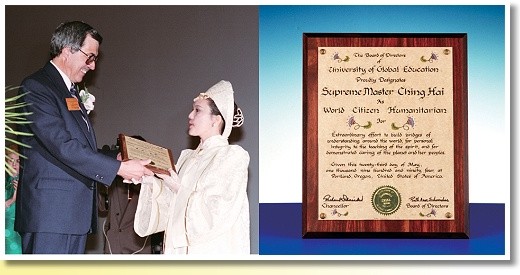 The Board of Directors
of
University of Global Education
Proudly Designates
Supreme Master Ching Hai
As
World Citizen Humanitarian
For
Extraordinary effort to build bridges of
understanding around the world, for personal
integrity to the teaching of the spirit, and for
demonstrated caring of the planet and her peoples.
Given this twenty-third day of May,
one thousand nine hundred and ninety four at
Portland, Oregon, United States of America.
Chancellor
Board of Directors